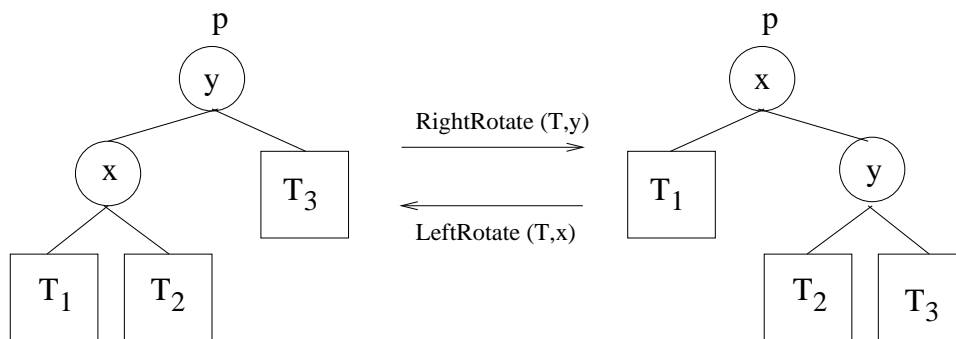 p
p
y
x
RightRotate (T,y)
x
T3
T1
y
LeftRotate (T,x)
T1
T2
T2
T3